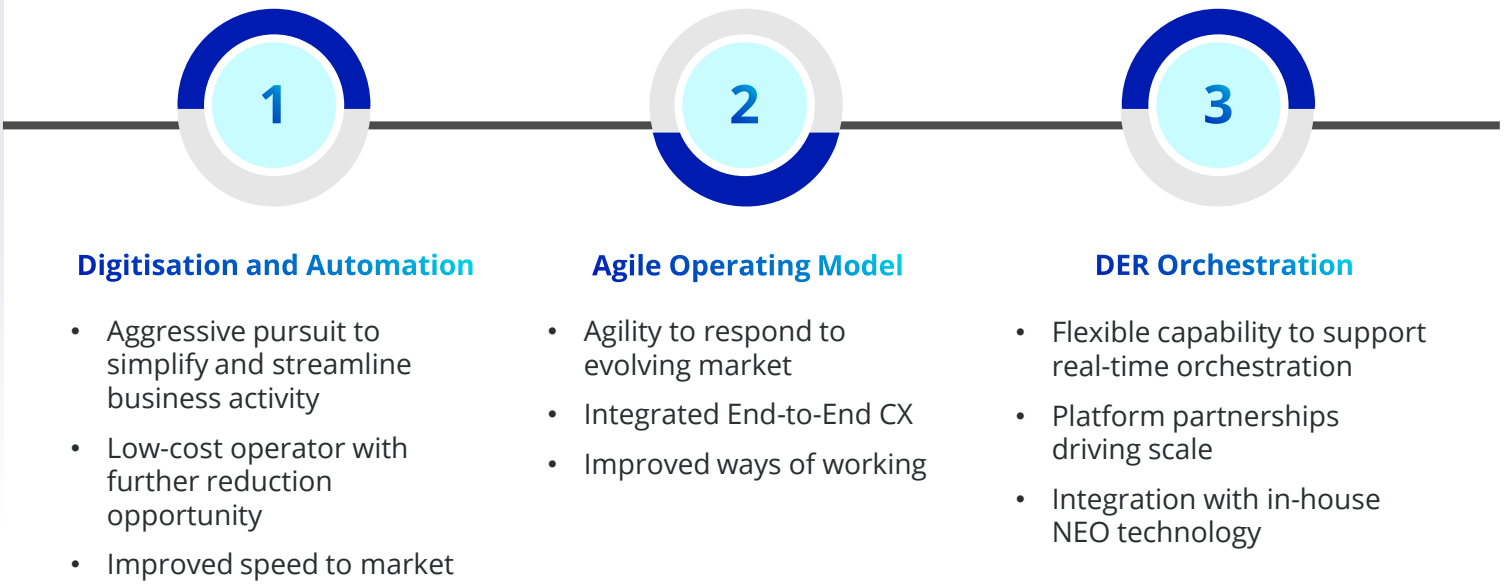 1
2
3
Digitisation and Automation
• Aggressive pursuit to
simplify and streamline
business activity
• Low-cost operator with
further reduction
opportunity
• Improved speed to market
Agile Operating Model
• Agility to respond to
evolving market
• Integrated End-to-End CX
• Improved ways of working
DER Orchestration
• Flexible capability to support
real-time orchestration
• Platform partnerships
driving scale
• Integration with in-house
NEO technology